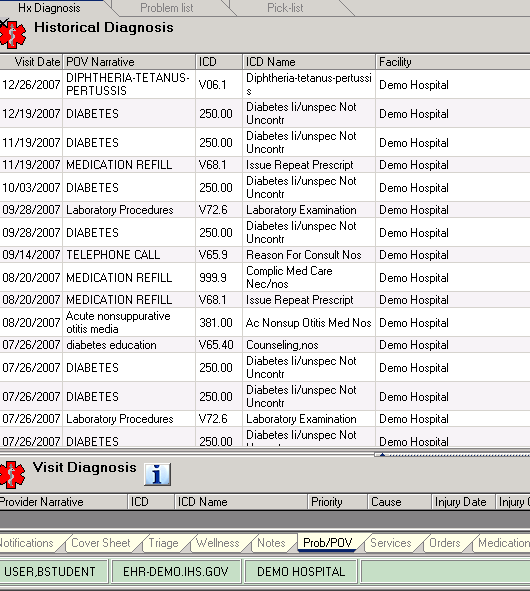 Hx Diagnosis Problem list Pick-list
Historical Diagnosis
Visit Date POV Narrative ICD ICD Name Facility
12/26/2007 DIPHTHERIA-TETANUS-PERTUSSIS V06.1 Diphtheria-tetanus-pertussis Demo Hospital
12/19/2007 DIABETES 250.00 Diabetes Ii/unspec Not Uncontr Demo Hospital
11/19/2007 DIABETES 250.00 Diabetes Ii/unspec Not Uncontr Demo Hospital
11/19/2007 MEDICATION REFILL V68.1 Issue Repeat Prescript Demo Hospital
10/03/2007 DIABETES 250.00 Diabetes Ii/unspec Not Uncontr Demo Hospital
09/28/2007 Laboratory Procedures V72.6 Laboratory Examination Demo Hospital
09/28/2007 DIABETES 250.00 Diabetes Ii/unspec Not Uncontr Demo Hospital
09/14/2007 TELEPHONE CALL V65.9 Reason For Consult Nos Demo Hospital
08/20/2007 MEDICATION REFILL 999.9 Complic Med Care Nec/nos Demo Hospital
08/20/2007 MEDICATION REFILL V68.1 Issue Repeat Prescript Demo Hospital
08/20/2007 Acute nonsuppurative otitis media 381.00 Ac Nonsup Otitis Med Nos Demo Hospital
07/26/2007 diabetes education V65.40 Counseling,nos Demo Hospital
07/26/2007 DIABETES 250.00 Diabetes Ii/unspec Not Uncontr Demo Hospital
07/26/2007 DIABETES 250.00 Diabetes Ii/unspec Not Uncontr Demo Hospital
07/26/2007 Laboratory Procedures V72.6 Laboratory Examination Demo Hospital
07/26/2007 DIABETES 250.00 Diabetes Ii/unspec Not Uncontr Demo Hospital
Visit Diagnosis i
Provider Narrative ICD ICD Name Priority Cause Injury Date Injury
Notifications Cover Sheet Triage Wellness Notes Prob/POV Services Orders Medication
USER,BSTUDENT EHR-DEMO.IHS.GOV DEMO HOSPITAL